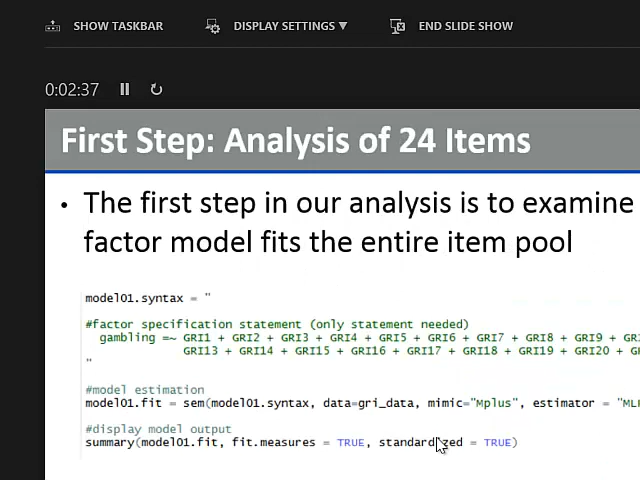 SHOW TASKBAR DISPLAY SETTINGS ▼ END SLIDE SHOW
0:02:37
First Step: Analysis of 24 Items
• The first step in our analysis is to examine
factor model fits the entire item pool
model01.syntax = "
#factor specification statement (only statement needed)
gambling =~ GRI1 + GRI2 + GRI3 + GRI4 + GRI5 + GRI6 + GRI7 + GRI8 + GRI9 +
GRI13 + GRI14 + GRI15 + GRI16 + GRI17 + GRI18 + GRI19 + GRI20 +
"
#model estimation
model01.fit = sem(model01.syntax, data=gri_data, mimic="Mplus", estimator =
#display model output
summary(model01.fit, fit.measures = TRUE, standardized = TRUE)